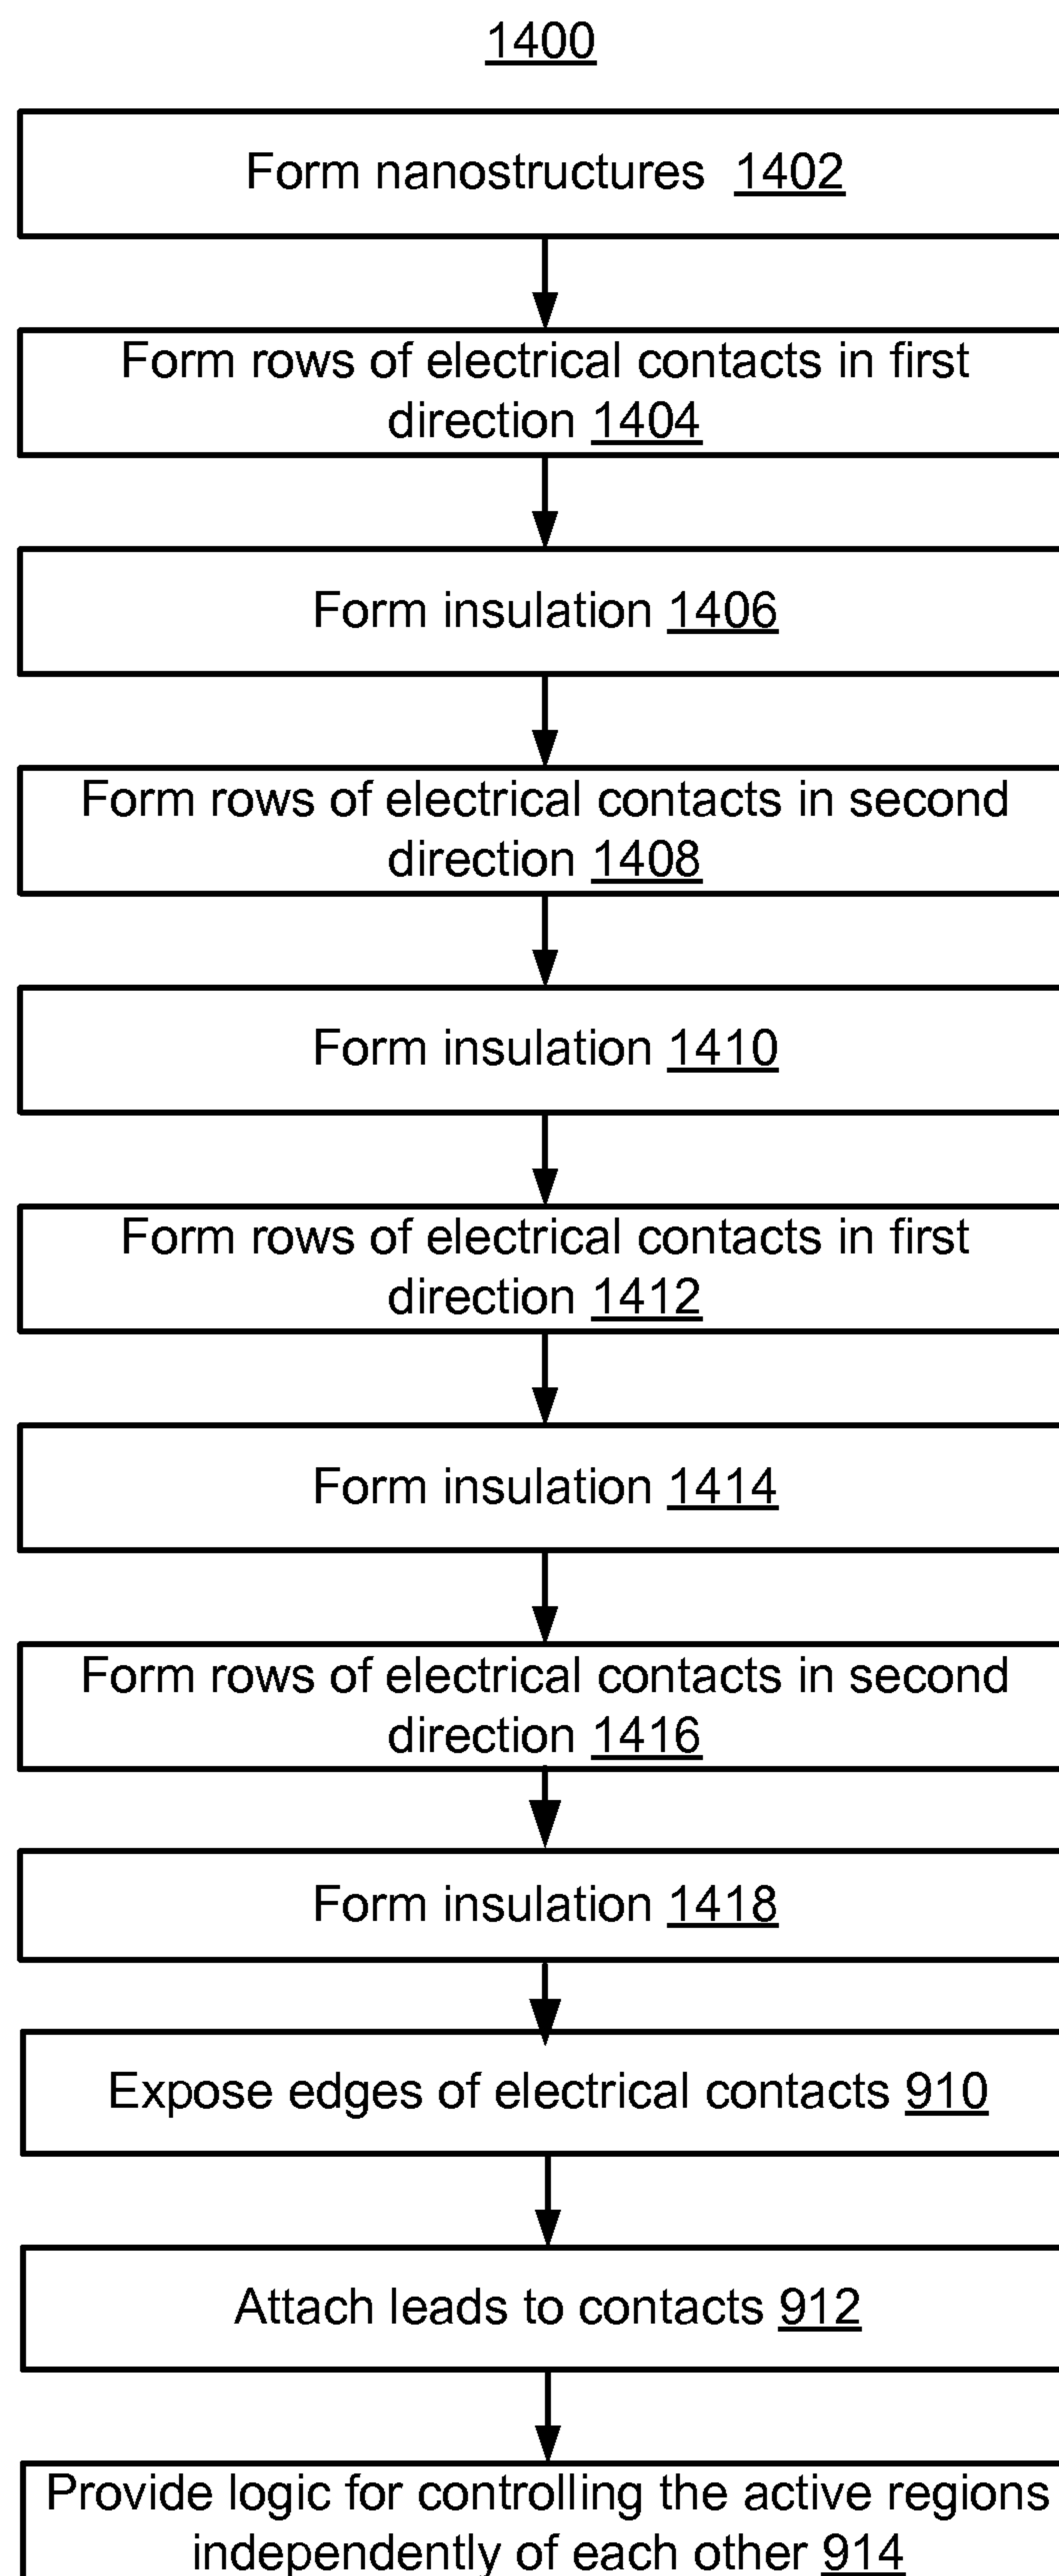 1400
Form nanostructures 1402
Form rows of electrical contacts in first
direction 1404
Form insulation 1406
Form rows of electrical contacts in second
direction 1408
Form insulation 1410
Form rows of electrical contacts in first
direction 1412
Form insulation 1414
Form rows of electrical contacts in second
direction 1416
Form insulation 1418
Expose edges of electrical contacts 910
Attach leads to contacts 912
Provide logic for controlling the active regions
independently of each other 914